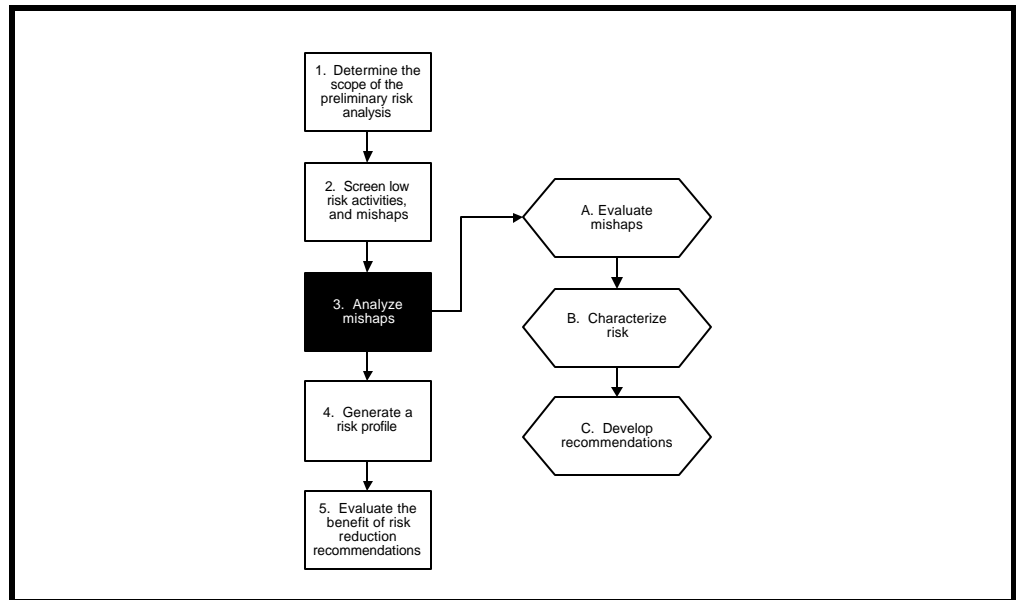 1. Determine the
scope of the
preliminary risk
analysis
2. Screen low
risk activities,
and mishaps
3. Analyze
mishaps
4. Generate a
risk profile
5. Evaluate the
benefit of risk
reduction
recommendations
A. Evaluate
mishaps
B. Characterize
risk
C. Develop
recommendations